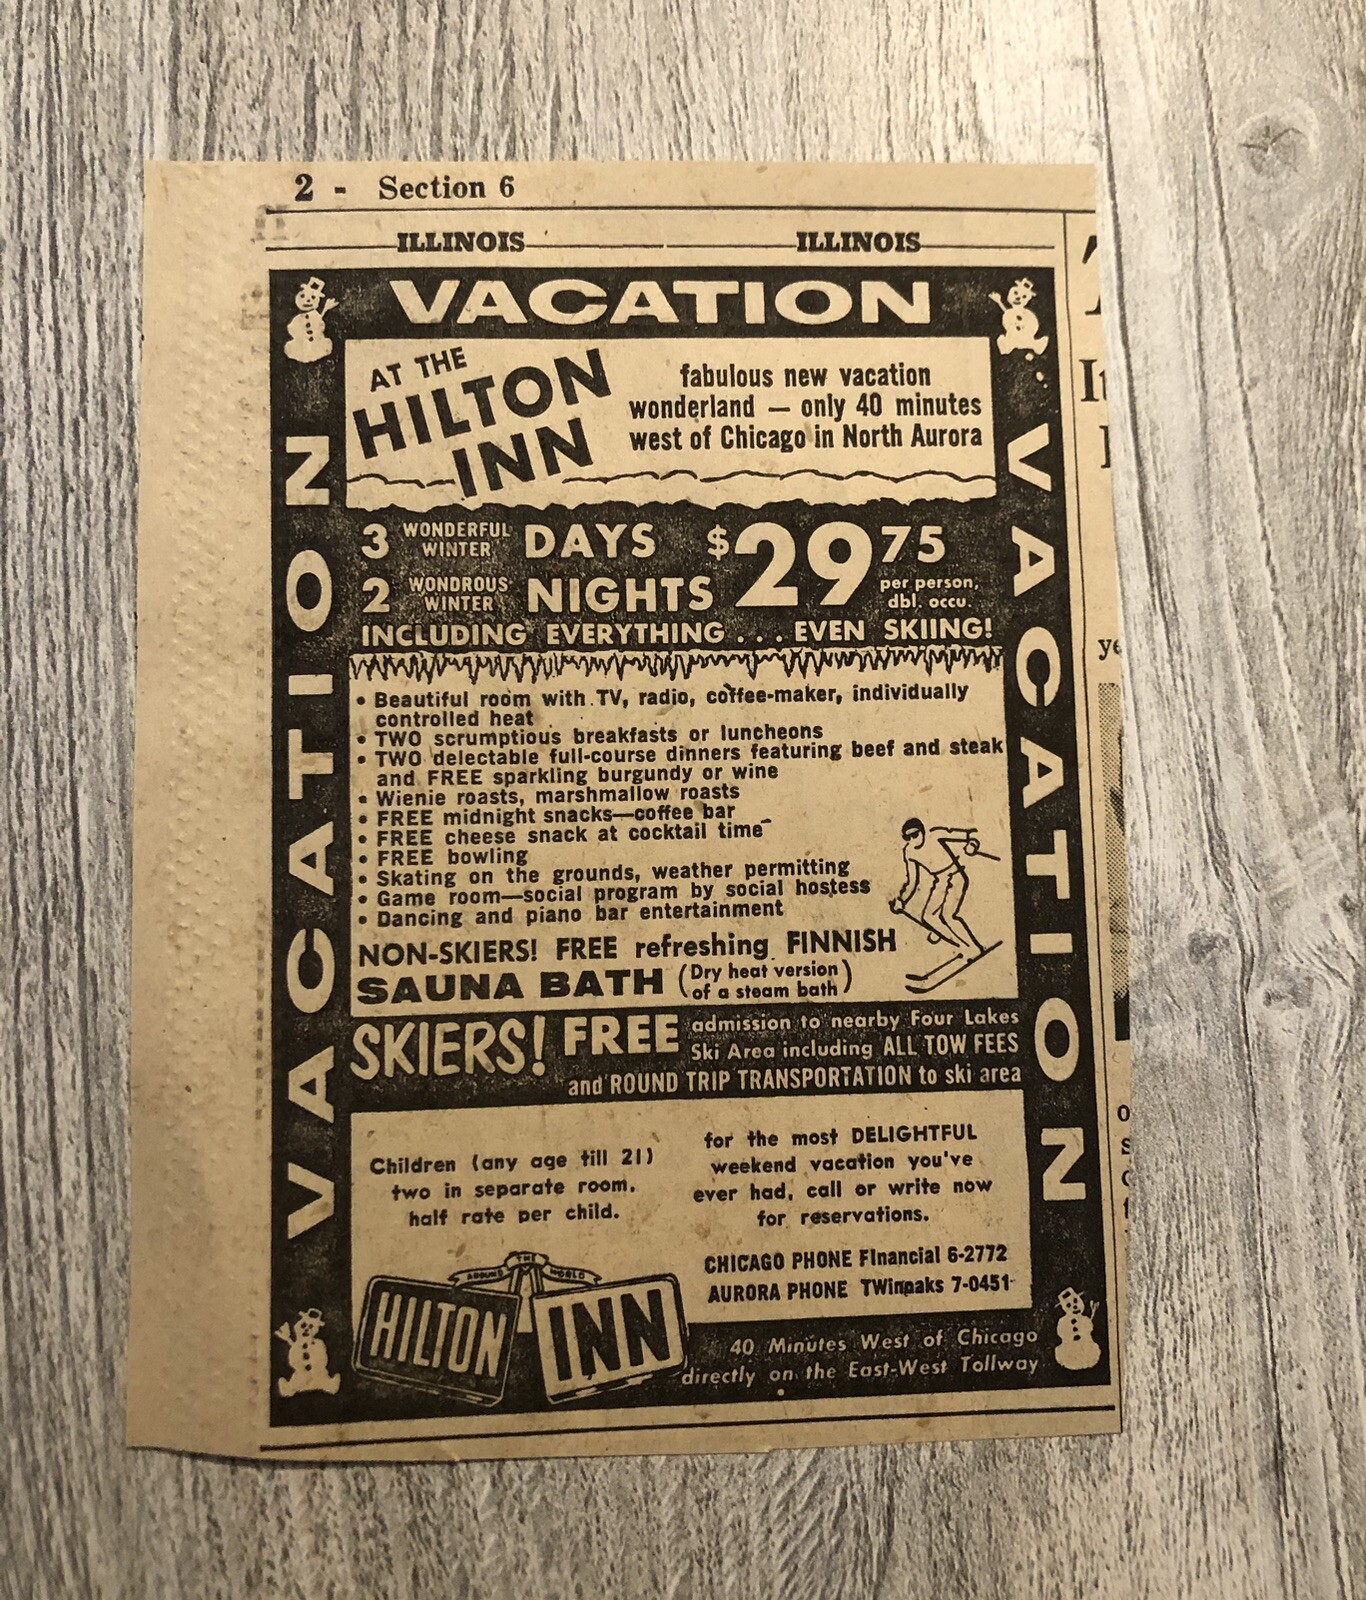 2 - Section 6
ILLINOIS ILLINOIS
VACATION
VACATION
VACATION
AT THE
HILTON
INN
fabulous new vacation
wonderland — only 40 minutes
west of Chicago in North Aurora
3 WONDERFUL WINTER DAYS
2 WONDROUS WINTER NIGHTS
$29 75
per person,
dbl. occu.
INCLUDING EVERYTHING . . . EVEN SKIING!
• Beautiful room with TV, radio, coffee-maker, individually
controlled heat
• TWO scrumptious breakfasts or luncheons
• TWO delectable full-course dinners featuring beef and steak
and FREE sparkling burgundy or wine
• Wienie roasts, marshmallow roasts
• FREE midnight snacks—coffee bar
• FREE cheese snack at cocktail time
• FREE bowling
• Skating on the grounds, weather permitting
• Game room—social program by social hostess
• Dancing and piano bar entertainment
NON-SKIERS! FREE refreshing FINNISH
SAUNA BATH (Dry heat version
of a steam bath)
SKIERS! FREE admission to nearby Four Lakes
Ski Area including ALL TOW FEES
and ROUND TRIP TRANSPORTATION to ski area
Children (any age till 21)
two in separate room,
half rate per child.
for the most DELIGHTFUL
weekend vacation you've
ever had, call or write now
for reservations.
CHICAGO PHONE FInancial 6-2772
AURORA PHONE TWinpaks 7-0451
AROUND THE WORLD
HILTON INN
40 Minutes West of Chicago
directly on the East-West Tollway